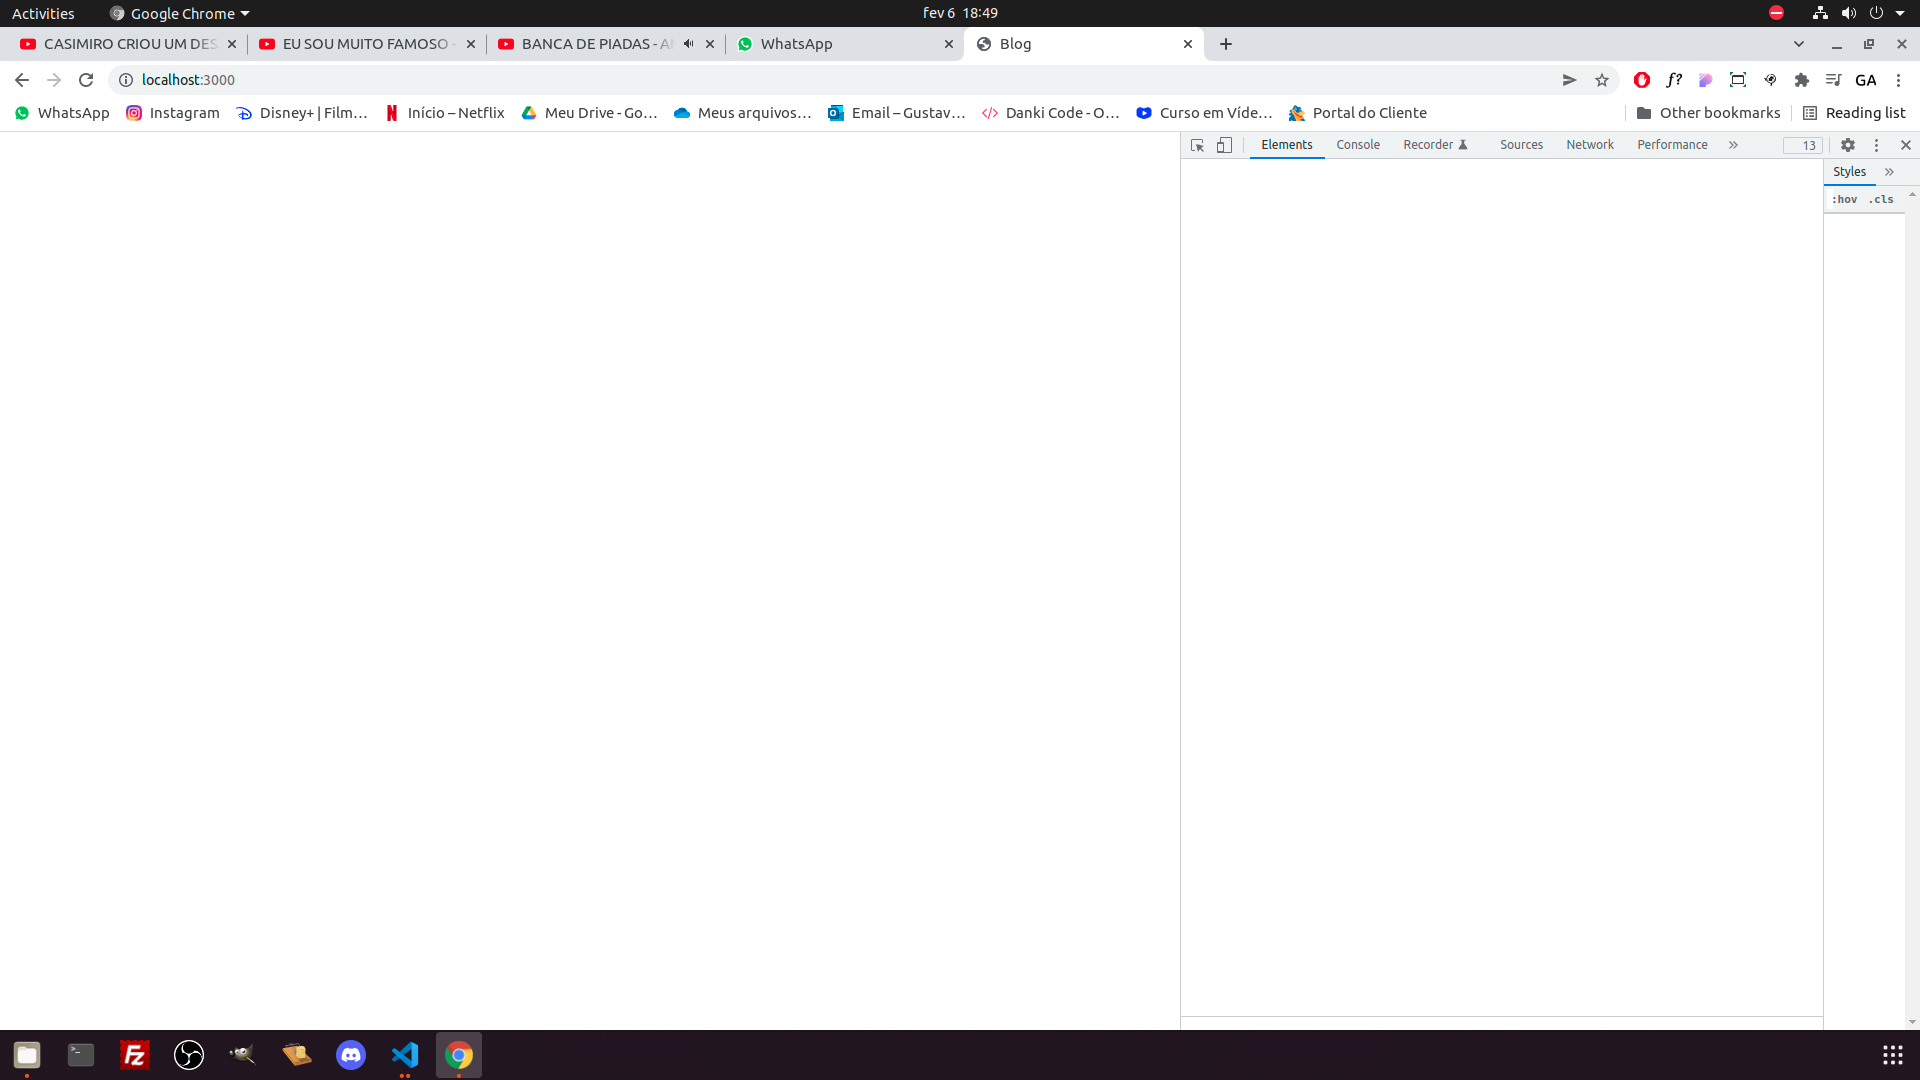 Activities Google Chrome fev 6 18:49
CASIMIRO CRIOU UM DES EU SOU MUITO FAMOSO - BANCA DE PIADAS - AN WhatsApp Blog
localhost:3000 f? GA
WhatsApp Instagram Disney+ | Film… Início – Netflix Meu Drive - Go… Meus arquivos… Email – Gustav… Danki Code - O… Curso em Víde… Portal do Cliente Other bookmarks Reading list
Elements Console Recorder Sources Network Performance » 13
Styles »
:hov .cls
Fz